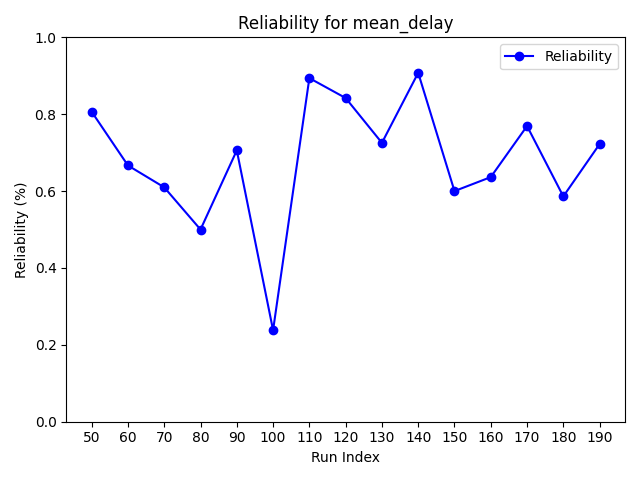 Reliability for mean_delay
Reliability
Reliability (%)
1.0
0.8
0.6
0.4
0.2
0.0
50 60 70 80 90 100 110 120 130 140 150 160 170 180 190
Run Index